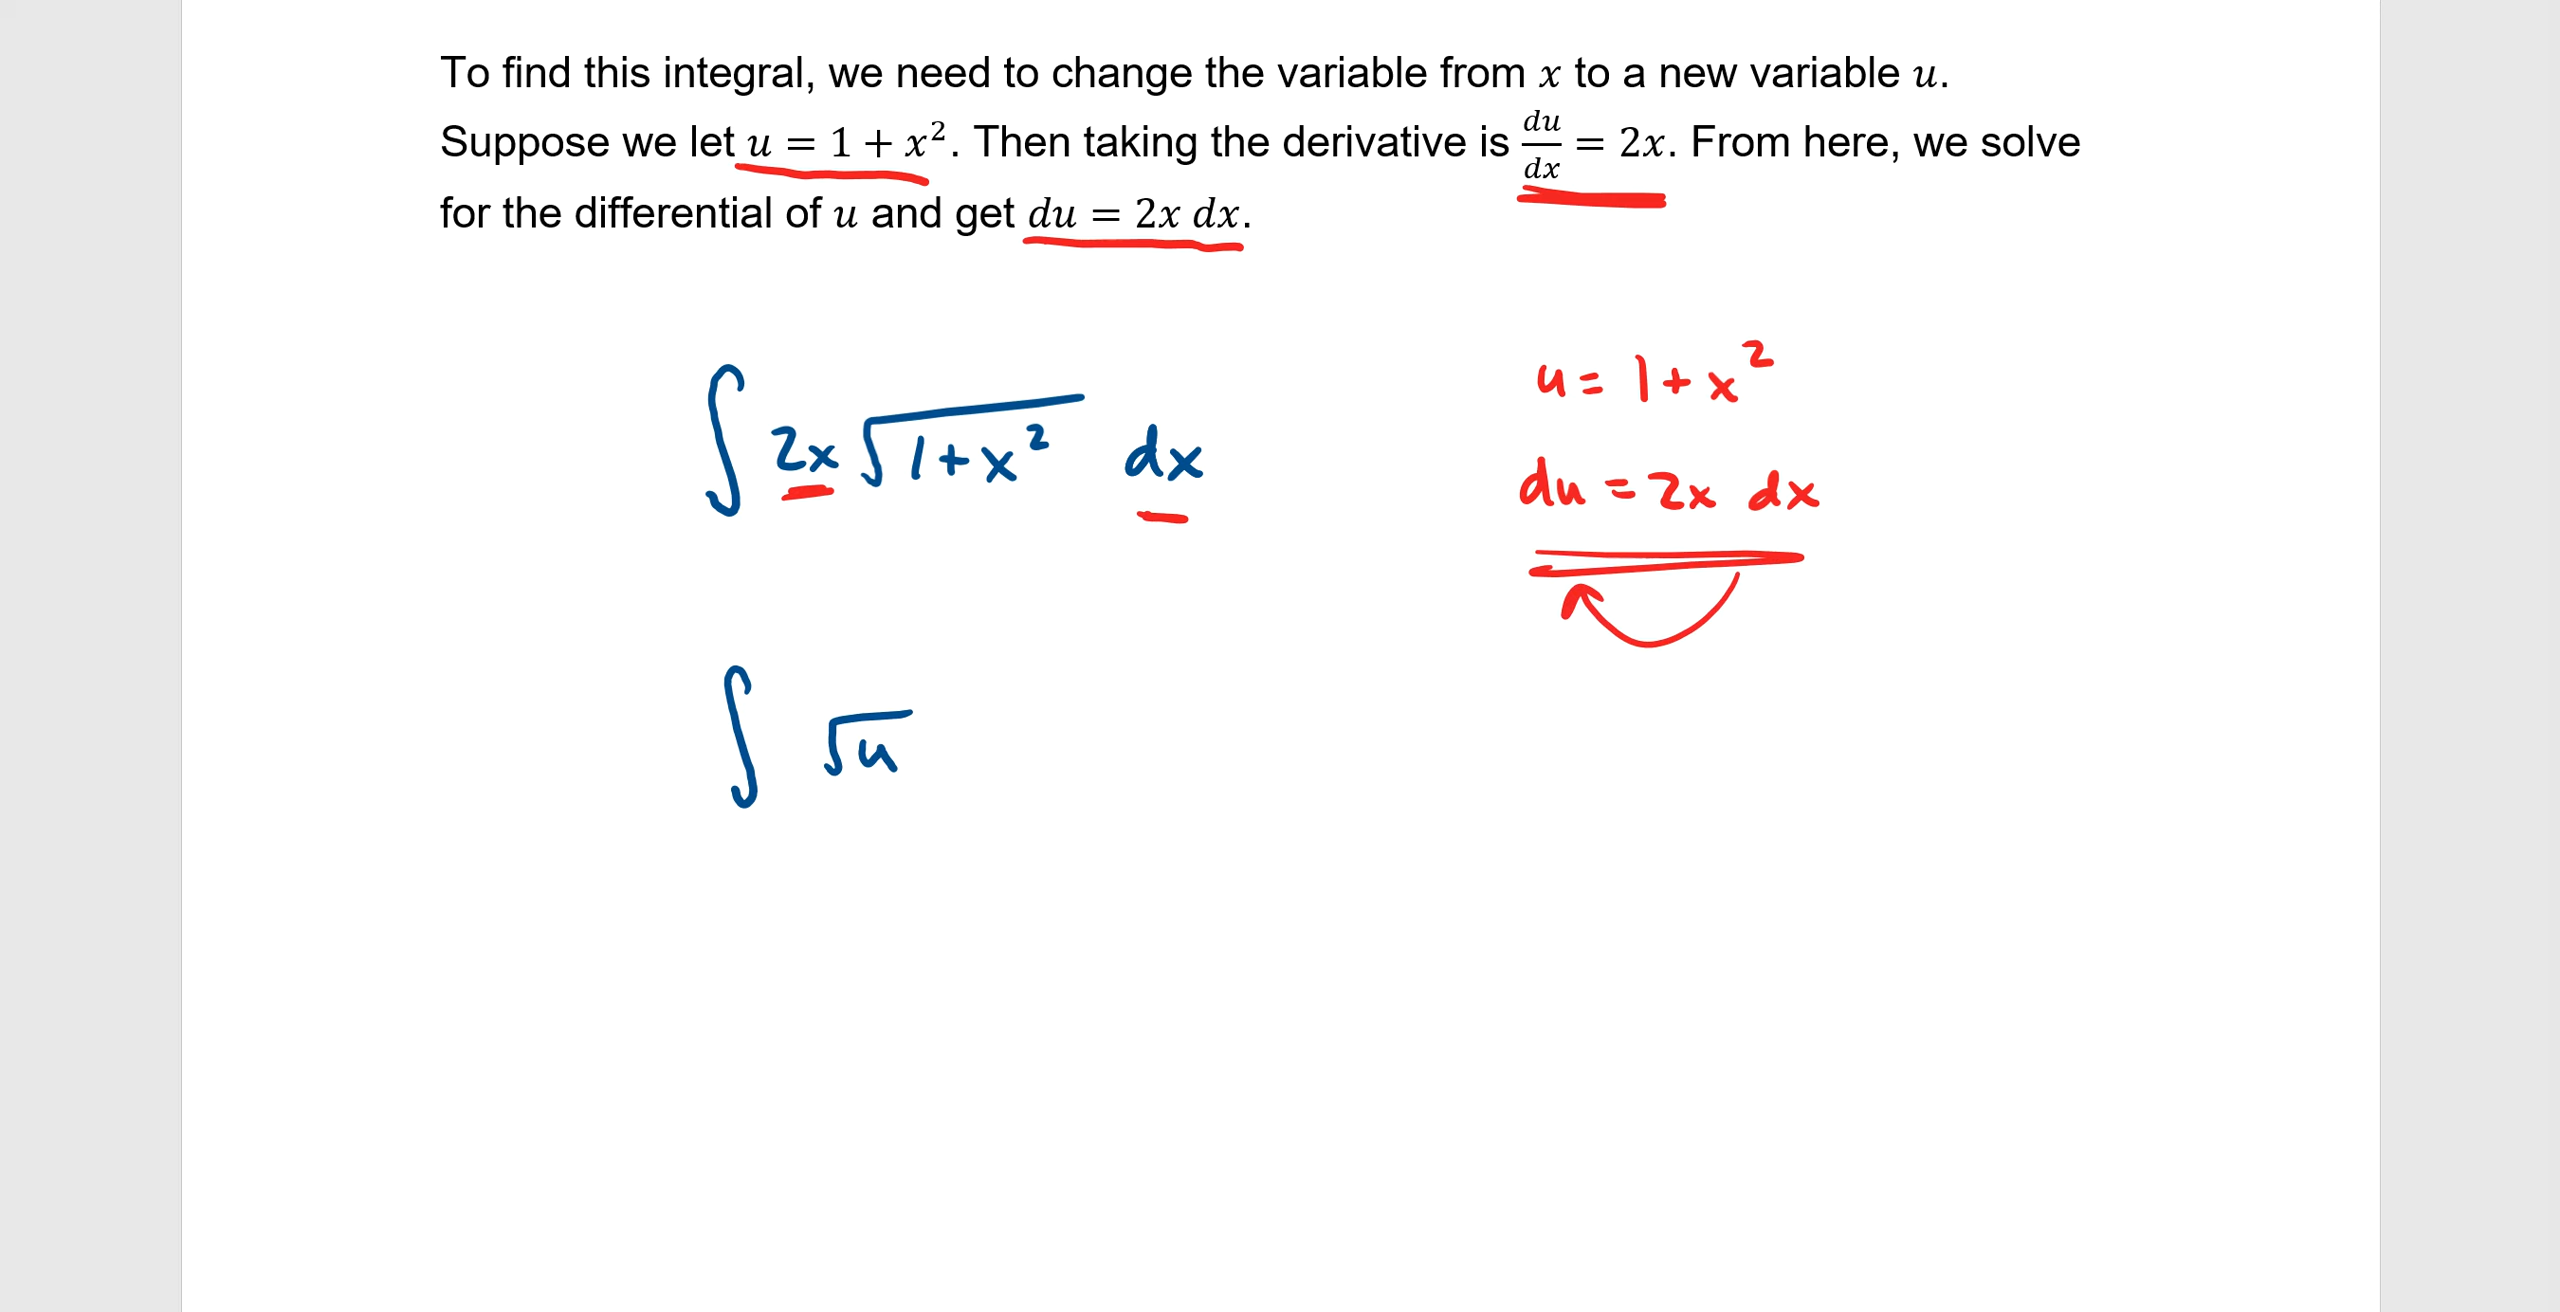 To find this integral, we need to change the variable from x to a new variable u.
Suppose we let u = 1 + x². Then taking the derivative is du/dx = 2x. From here, we solve
for the differential of u and get du = 2x dx.
∫ 2x √(1+x²) dx
u = 1 + x²
du = 2x dx
∫ √u